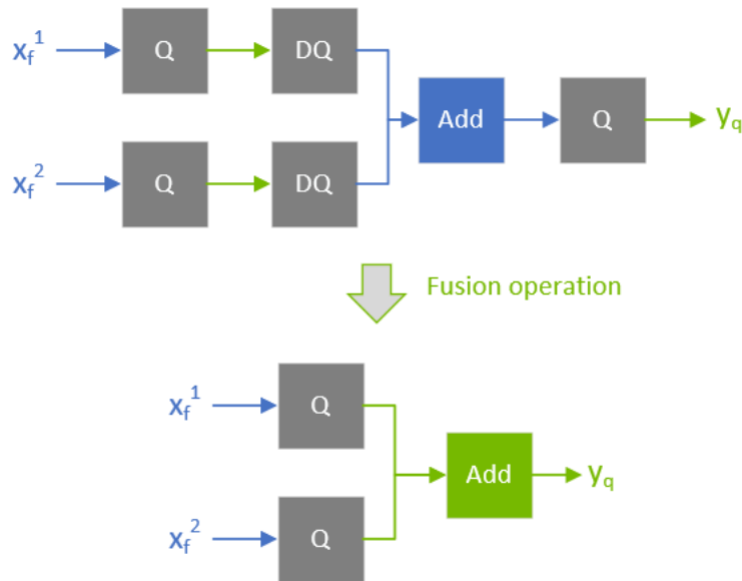 x_f^1 Q DQ
Add Q y_q
x_f^2 Q DQ
Fusion operation
x_f^1 Q
Add y_q
x_f^2 Q